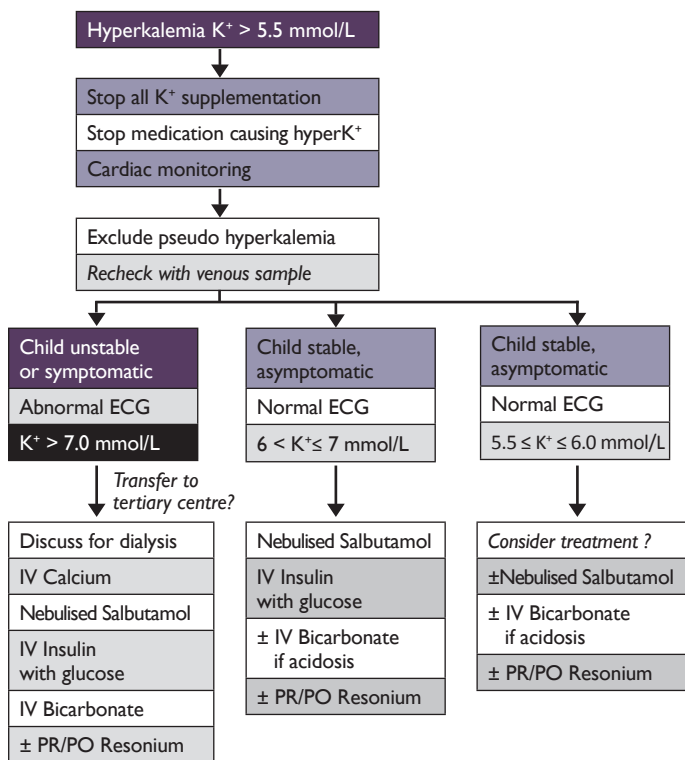 Hyperkalemia K⁺ > 5.5 mmol/L
Stop all K⁺ supplementation
Stop medication causing hyperK⁺
Cardiac monitoring
Exclude pseudo hyperkalemia
Recheck with venous sample
Child unstable
or symptomatic
Abnormal ECG
K⁺ > 7.0 mmol/L
Child stable,
asymptomatic
Normal ECG
6 < K⁺≤ 7 mmol/L
Child stable,
asymptomatic
Normal ECG
5.5 ≤ K⁺ ≤ 6.0 mmol/L
Transfer to
tertiary centre?
Discuss for dialysis
IV Calcium
Nebulised Salbutamol
IV Insulin
with glucose
IV Bicarbonate
± PR/PO Resonium
Nebulised Salbutamol
IV Insulin
with glucose
± IV Bicarbonate
if acidosis
± PR/PO Resonium
Consider treatment ?
±Nebulised Salbutamol
± IV Bicarbonate
if acidosis
± PR/PO Resonium